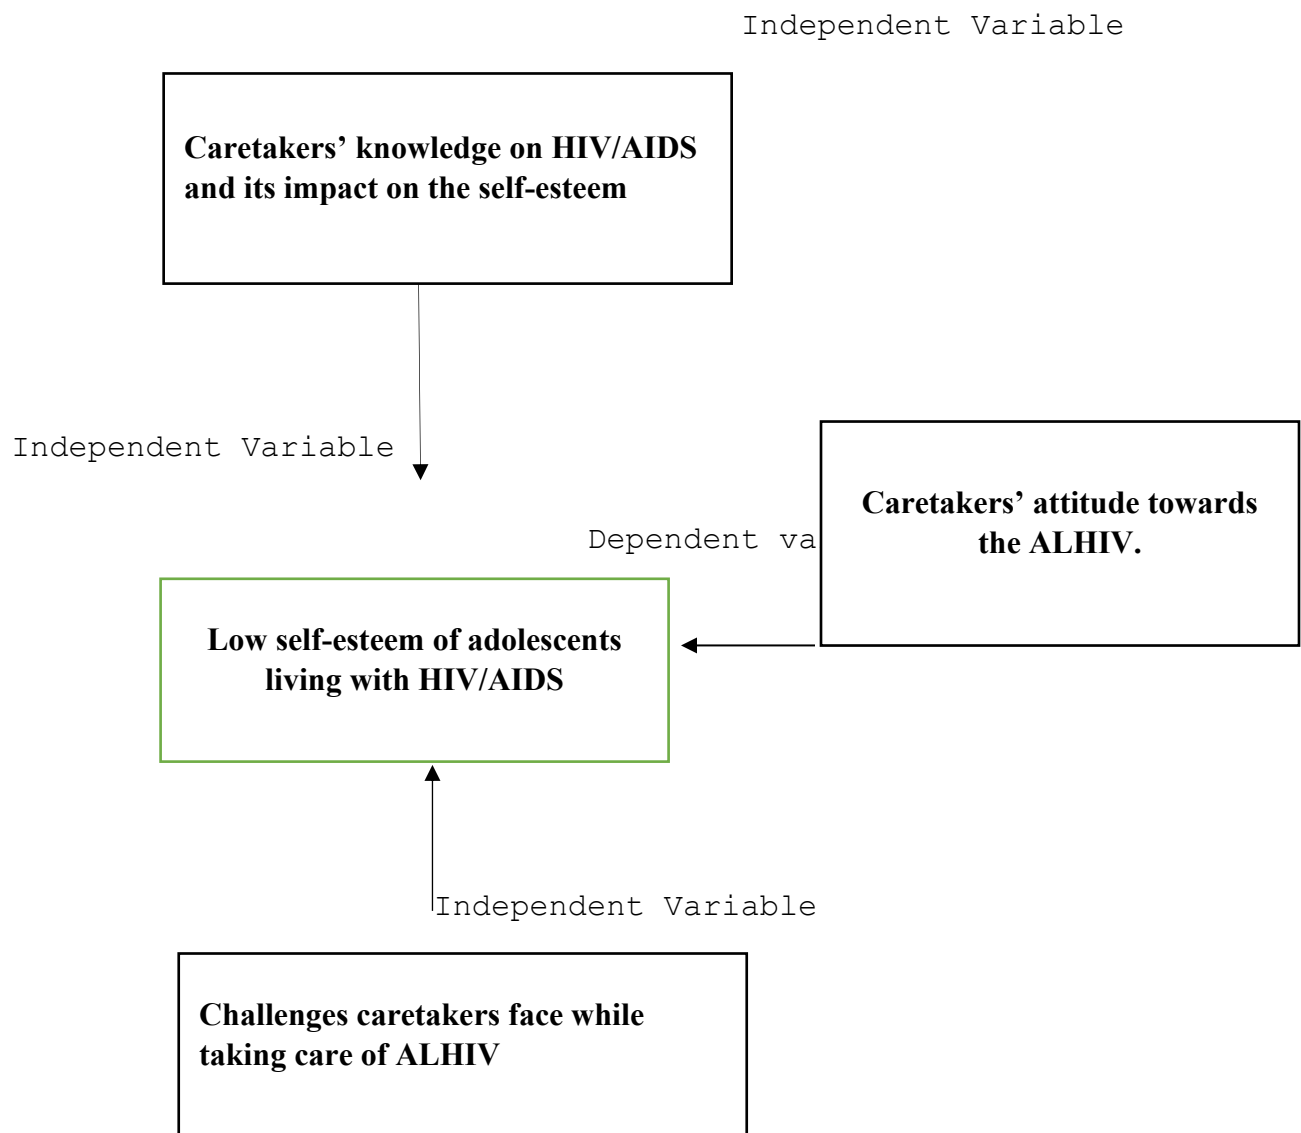 Independent Variable
Caretakers’ knowledge on HIV/AIDS
and its impact on the self-esteem
Independent Variable
Caretakers’ attitude towards
the ALHIV.
Dependent va
Low self-esteem of adolescents
living with HIV/AIDS
Independent Variable
Challenges caretakers face while
taking care of ALHIV